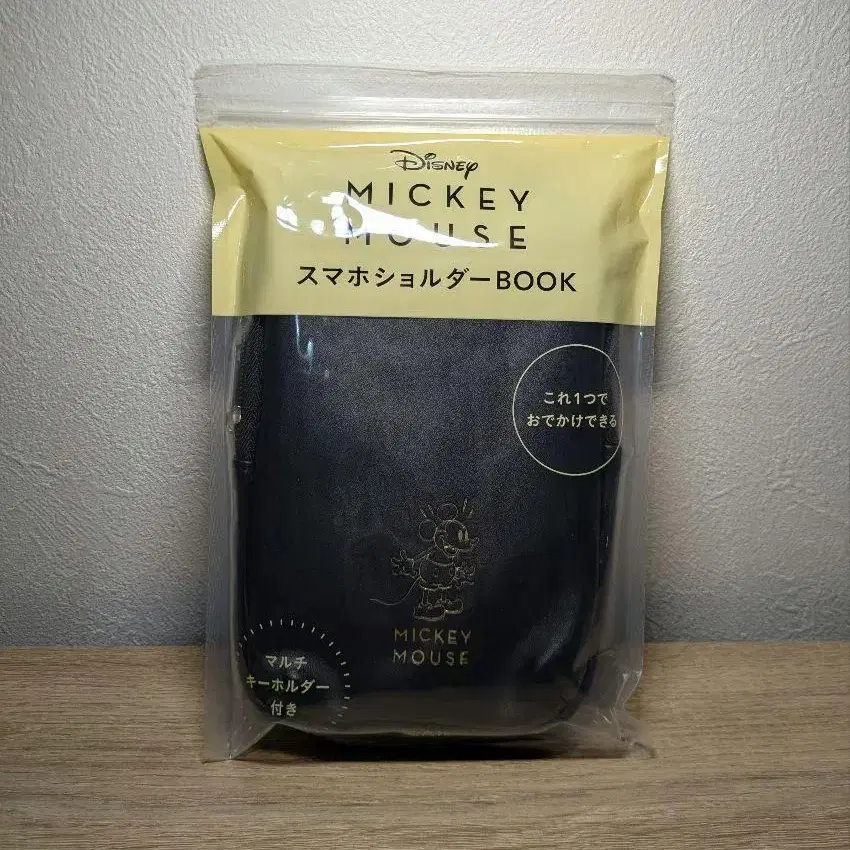 Disney
MICKEY
MOUSE
スマホショルダーBOOK
これ1つで
おでかけできる
MICKEY
MOUSE
マルチ
キーホルダー
付き